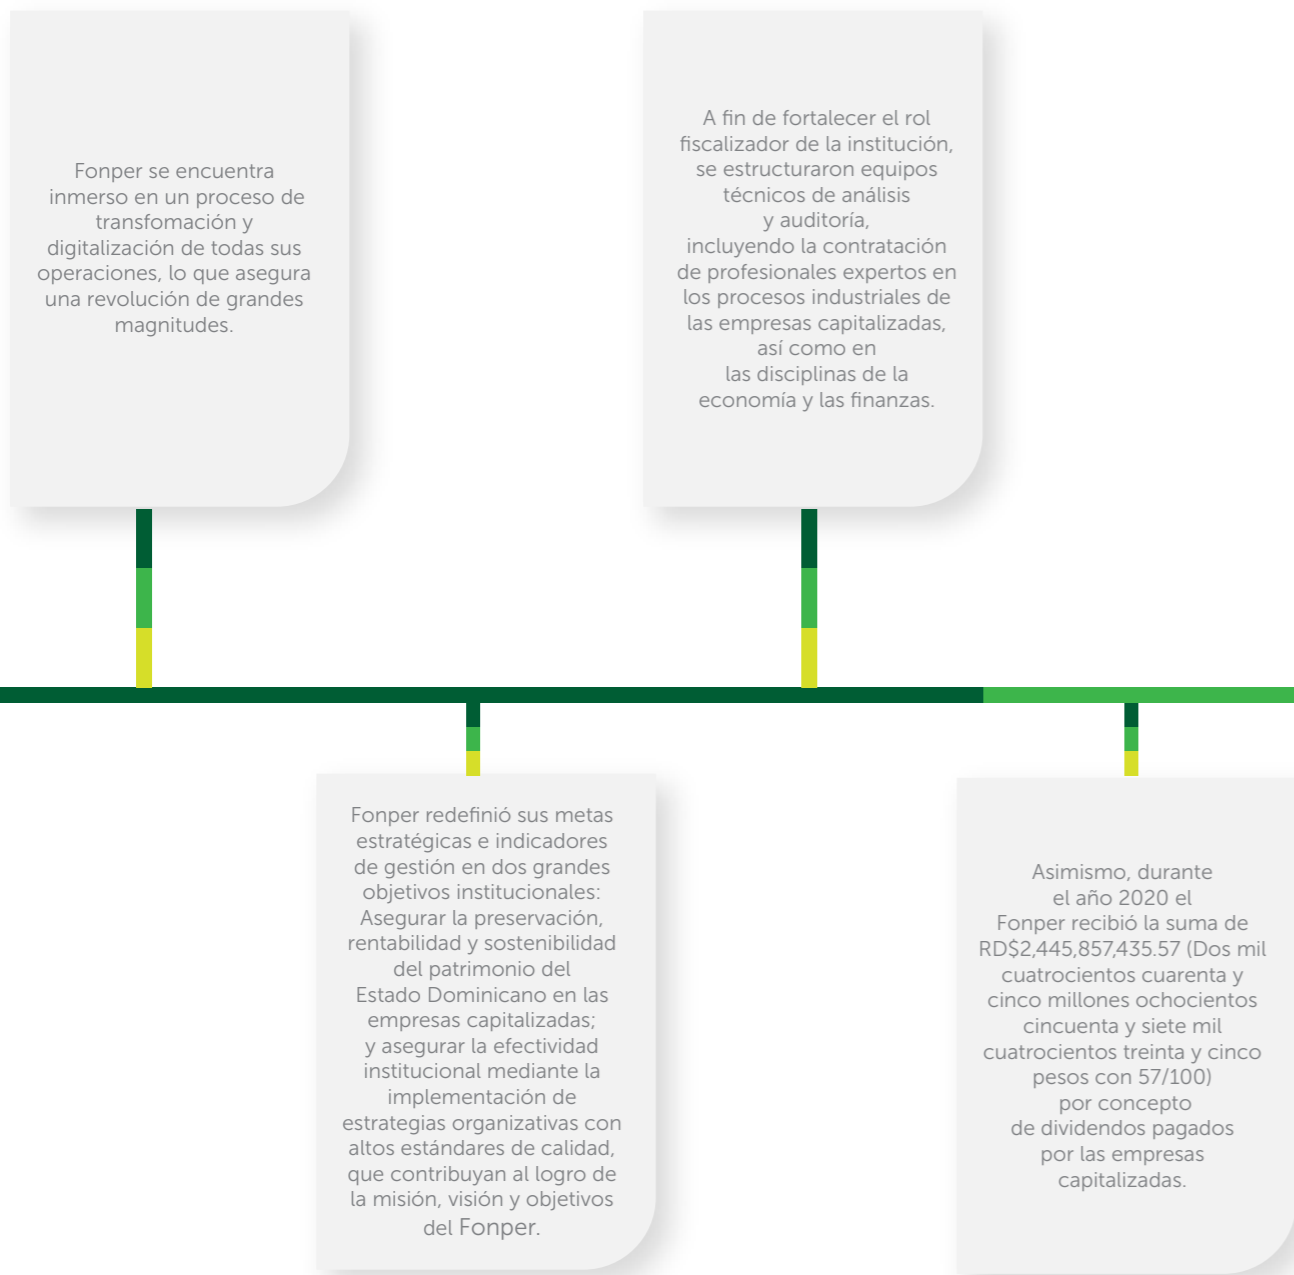 Fonper se encuentra
inmerso en un proceso de
transfomación y
digitalización de todas sus
operaciones, lo que asegura
una revolución de grandes
magnitudes.
Fonper redefinió sus metas
estratégicas e indicadores
de gestión en dos grandes
objetivos institucionales:
Asegurar la preservación,
rentabilidad y sostenibilidad
del patrimonio del
Estado Dominicano en las
empresas capitalizadas;
y asegurar la efectividad
institucional mediante la
implementación de
estrategias organizativas con
altos estándares de calidad,
que contribuyan al logro de
la misión, visión y objetivos
del Fonper.
A fin de fortalecer el rol
fiscalizador de la institución,
se estructuraron equipos
técnicos de análisis
y auditoría,
incluyendo la contratación
de profesionales expertos en
los procesos industriales de
las empresas capitalizadas,
así como en
las disciplinas de la
economía y las finanzas.
Asimismo, durante
el año 2020 el
Fonper recibió la suma de
RD$2,445,857,435.57 (Dos mil
cuatrocientos cuarenta y
cinco millones ochocientos
cincuenta y siete mil
cuatrocientos treinta y cinco
pesos con 57/100)
por concepto
de dividendos pagados
por las empresas
capitalizadas.